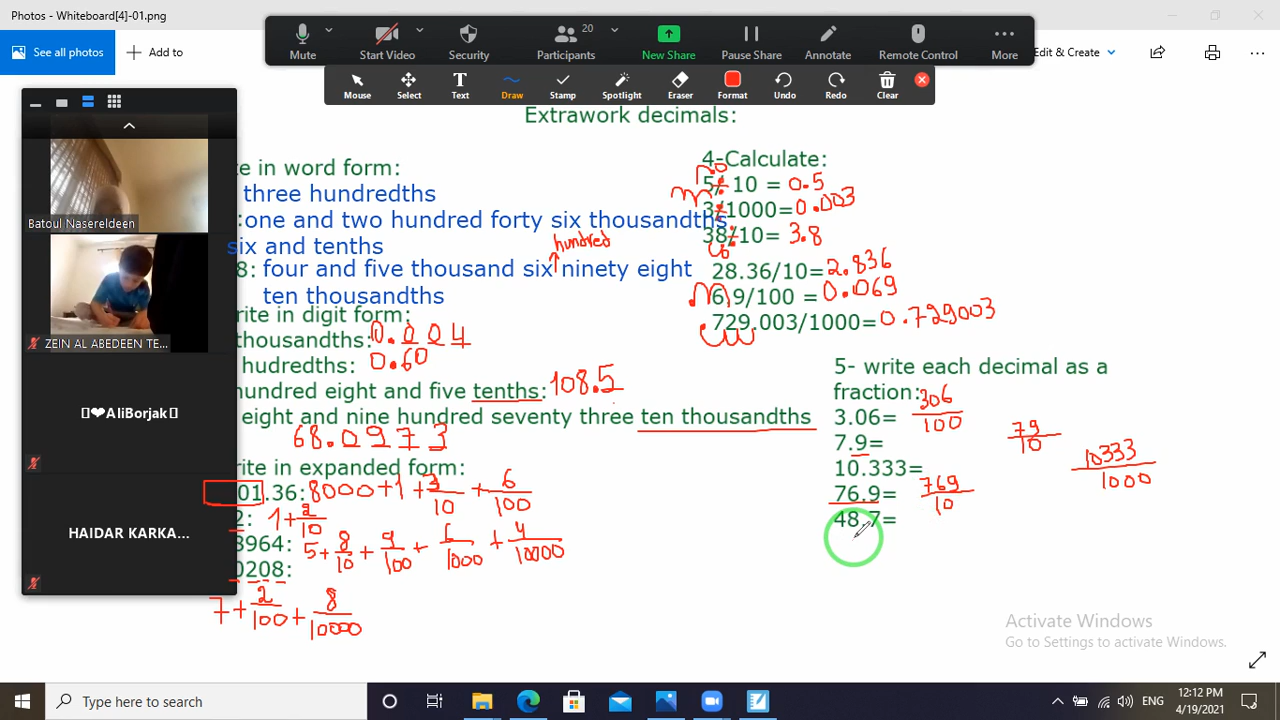 Photos - Whiteboard[4]-01.png
See all photos
Add to
Edit & Create
Mute
Start Video
Security
20
Participants
New Share
Pause Share
Annotate
Remote Control
More
Mouse
Select
Text
Draw
Stamp
Spotlight
Eraser
Format
Undo
Redo
Clear
Batoul Nasereldeen
ZEIN AL ABEDEEN TE...
❤AliBorjak
HAIDAR KARKA...
Extrawork decimals:
te in word form:
three hundredths
:one and two hundred forty six thousandths
six and tenths
hundred
8: four and five thousand six ninety eight
ten thousandths
rite in digit form:
thousandths: 0.004
hudredths: 0.60
hundred eight and five tenths: 108.5
eight and nine hundred seventy three ten thousandths
68.0973
rite in expanded form:
01.36: 8000+1+3/10+6/100
2: 1+2/10
8964: 5+8/10+9/100+6/1000+4/10000
0208:
7+2/100+8/10000
4-Calculate:
5/10 = 0.5
3/1000= 0.003
38/10= 3.8
28.36/10= 2.836
6.9/100 = 0.069
729.003/1000= 0.729003
5- write each decimal as a
fraction:
3.06= 306/100
7.9= 79/10
10.333= 10333/1000
76.9= 769/10
48.7=
Activate Windows
Go to Settings to activate Windows.
Type here to search
ENG
12:12 PM
4/19/2021